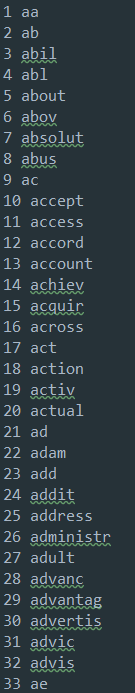 1 aa
2 ab
3 abil
4 abl
5 about
6 abov
7 absolut
8 abus
9 ac
10 accept
11 access
12 accord
13 account
14 achiev
15 acquir
16 across
17 act
18 action
19 activ
20 actual
21 ad
22 adam
23 add
24 addit
25 address
26 administr
27 adult
28 advanc
29 advantag
30 advertis
31 advic
32 advis
33 ae